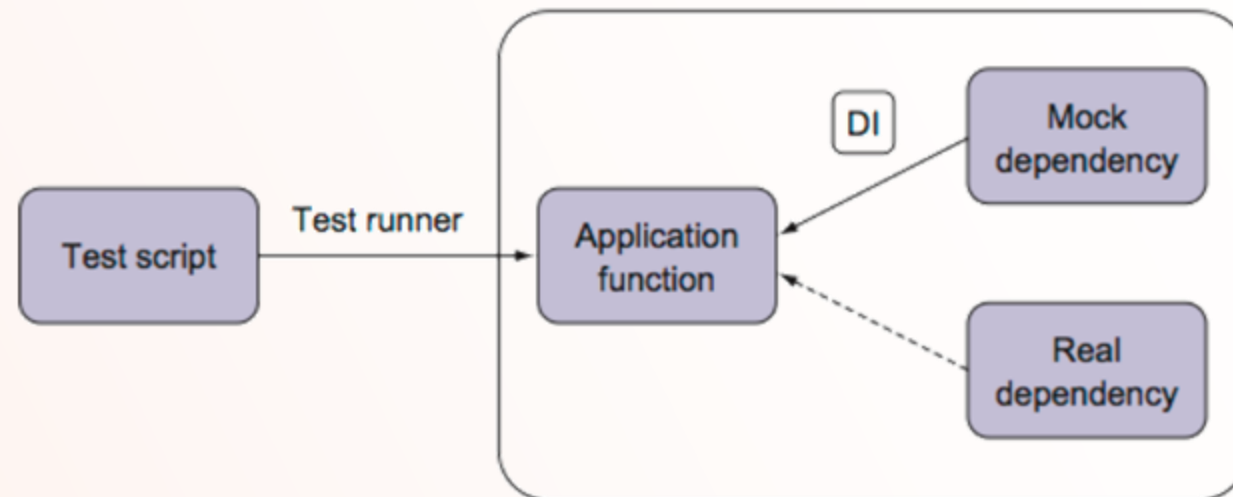 Test script
Test runner
Application
function
DI
Mock
dependency
Real
dependency